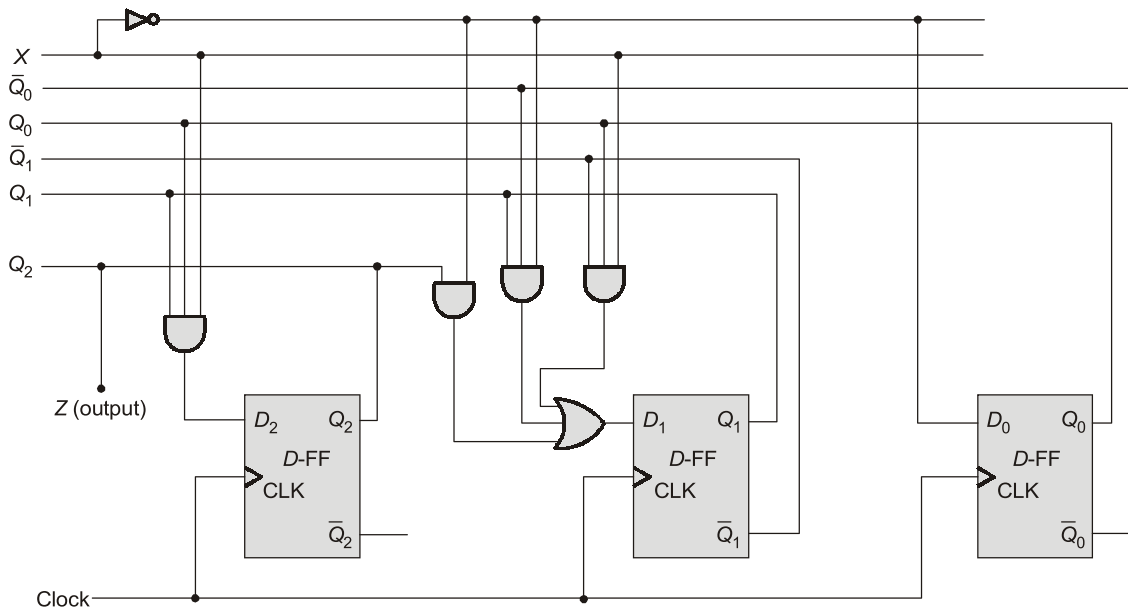 X
Q̅₀
Q₀
Q̅₁
Q₁
Q₂
Z (output)
D₂ Q₂
D-FF
CLK
Q̅₂
D₁ Q₁
D-FF
CLK
Q̅₁
D₀ Q₀
D-FF
CLK
Q̅₀
Clock